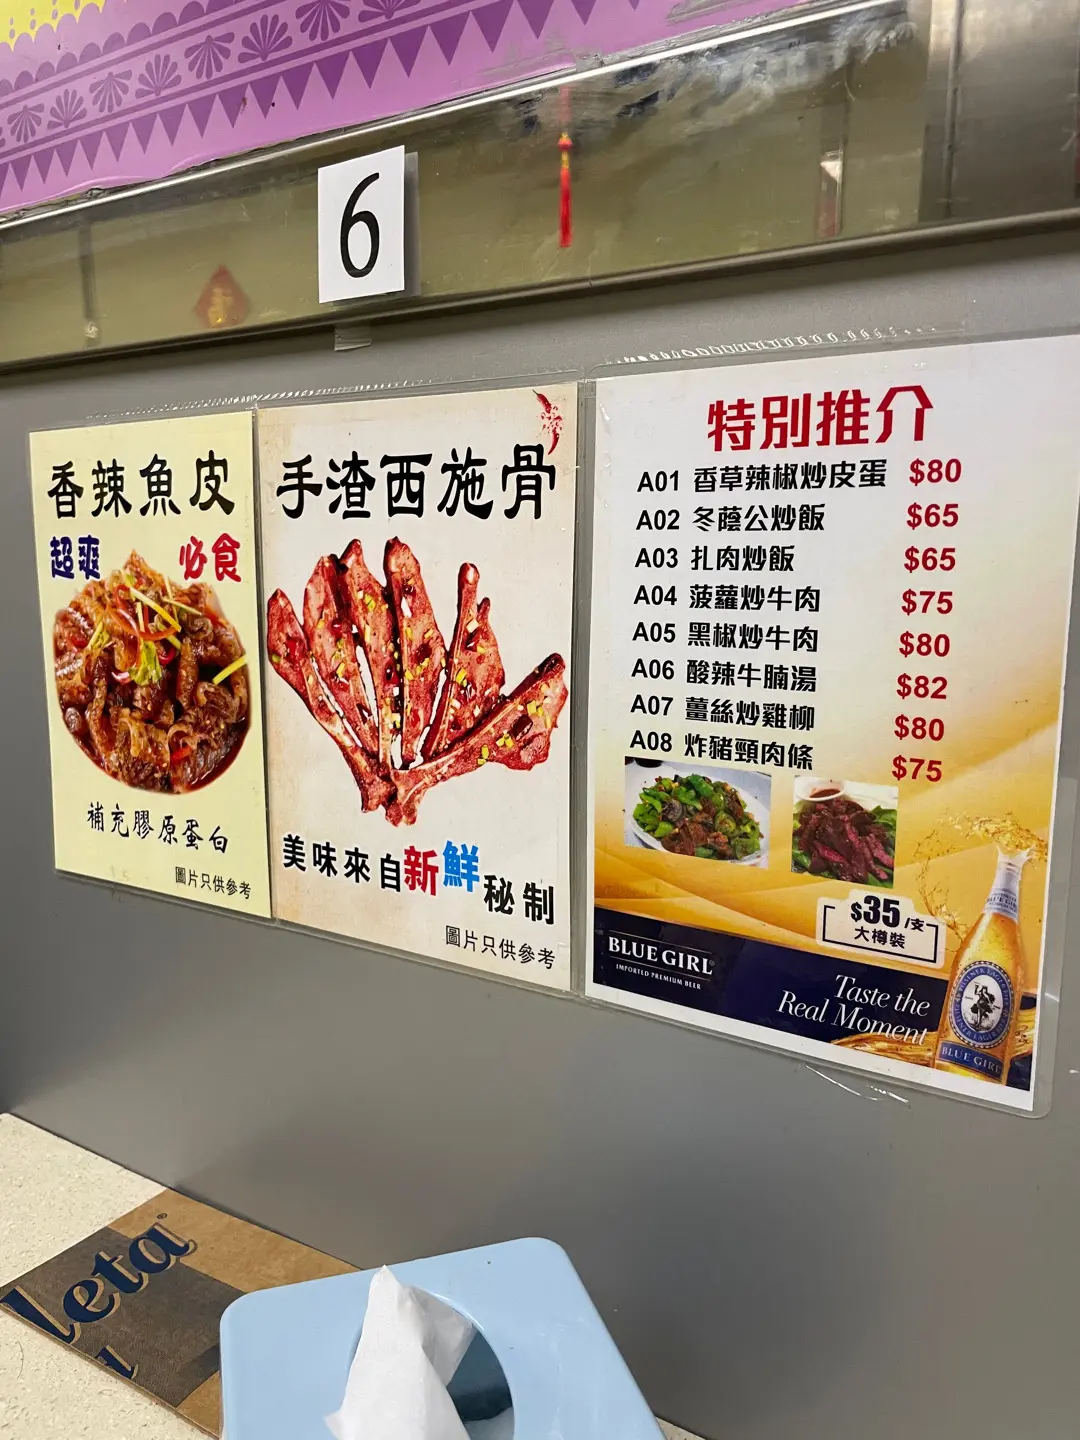 6
香辣魚皮
超爽 必食
補充膠原蛋白
圖片只供參考
手渣西施骨
美味來自新鮮秘制
圖片只供參考
特別推介
A01 香草辣椒炒皮蛋 $80
A02 冬蔭公炒飯 $65
A03 扎肉炒飯 $65
A04 菠蘿炒牛肉 $75
A05 黑椒炒牛肉 $80
A06 酸辣牛腩湯 $82
A07 薑絲炒雞柳 $80
A08 炸豬頸肉條 $75
$35/支
大樽裝
BLUE GIRL
IMPORTED PREMIUM BEER
Taste the
Real Moment
BLUE GIRL
leta